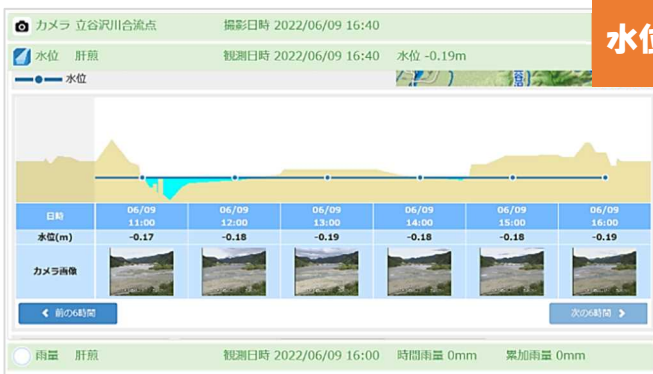 カメラ 立谷沢川合流点 撮影日時 2022/06/09 16:40
水位 肝煎 観測日時 2022/06/09 16:40 水位 -0.19m
水位
水位
日時 06/09 11:00 06/09 12:00 06/09 13:00 06/09 14:00 06/09 15:00 06/09 16:00
水位(m) -0.17 -0.18 -0.19 -0.18 -0.18 -0.19
カメラ画像
前の6時間 次の6時間
雨量 肝煎 観測日時 2022/06/09 16:00 時間雨量 0mm 累加雨量 0mm